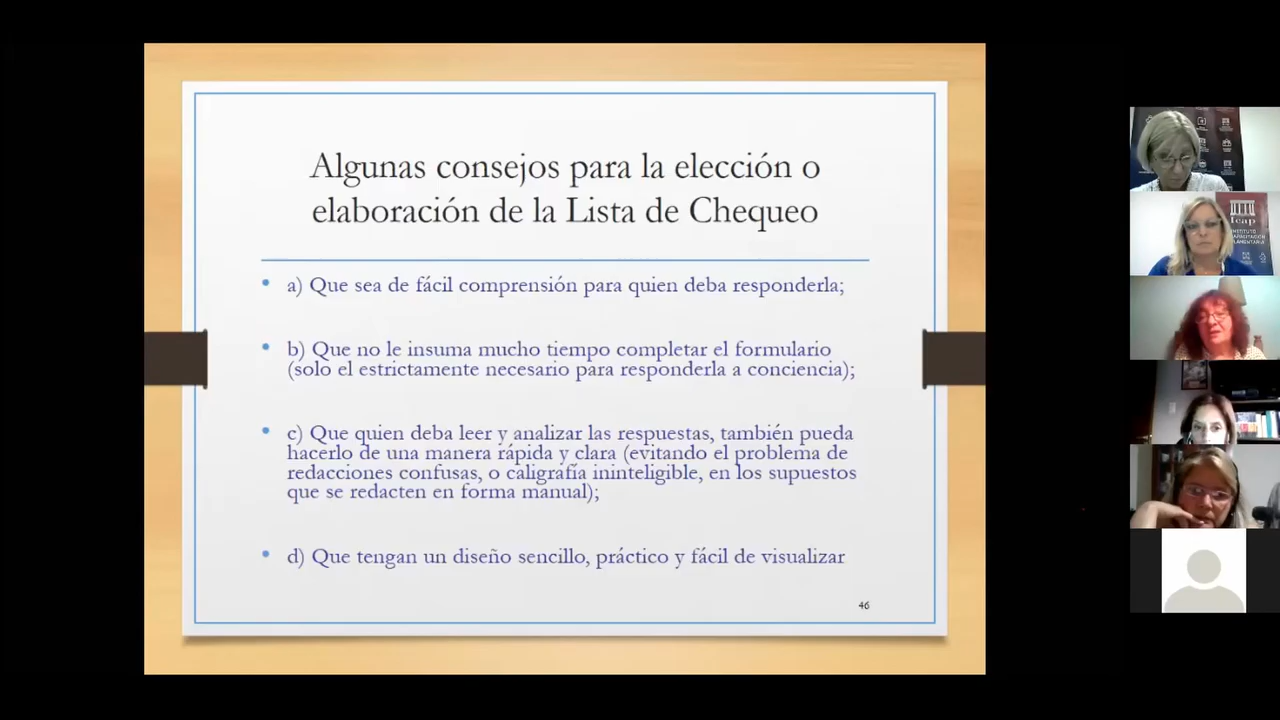 Algunas consejos para la elección o
elaboración de la Lista de Chequeo
• a) Que sea de fácil comprensión para quien deba responderla;
• b) Que no le insuma mucho tiempo completar el formulario
(solo el estrictamente necesario para responderla a conciencia);
• c) Que quien deba leer y analizar las respuestas, también pueda
hacerlo de una manera rápida y clara (evitando el problema de
redacciones confusas, o caligrafía ininteligible, en los supuestos
que se redacten en forma manual);
• d) Que tengan un diseño sencillo, práctico y fácil de visualizar
46
Icap